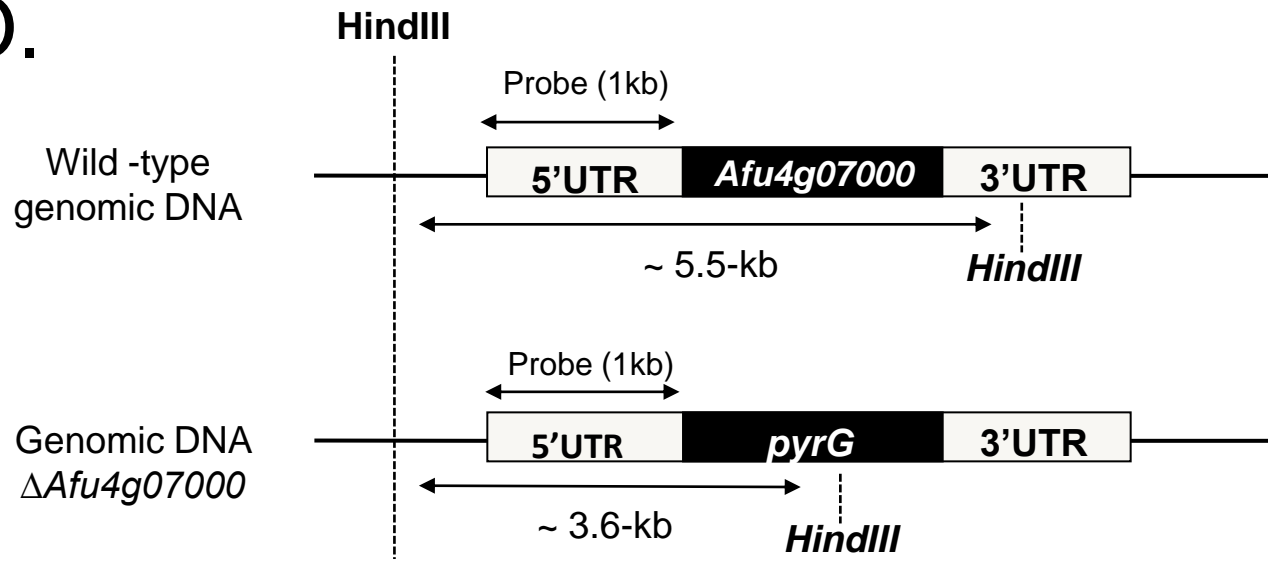 D.
HindIII
Probe (1kb)
Wild -type
genomic DNA
5’UTR
Afu4g07000
3’UTR
~ 5.5-kb
HindIII
Probe (1kb)
Genomic DNA
ΔAfu4g07000
5’UTR
pyrG
3’UTR
~ 3.6-kb
HindIII